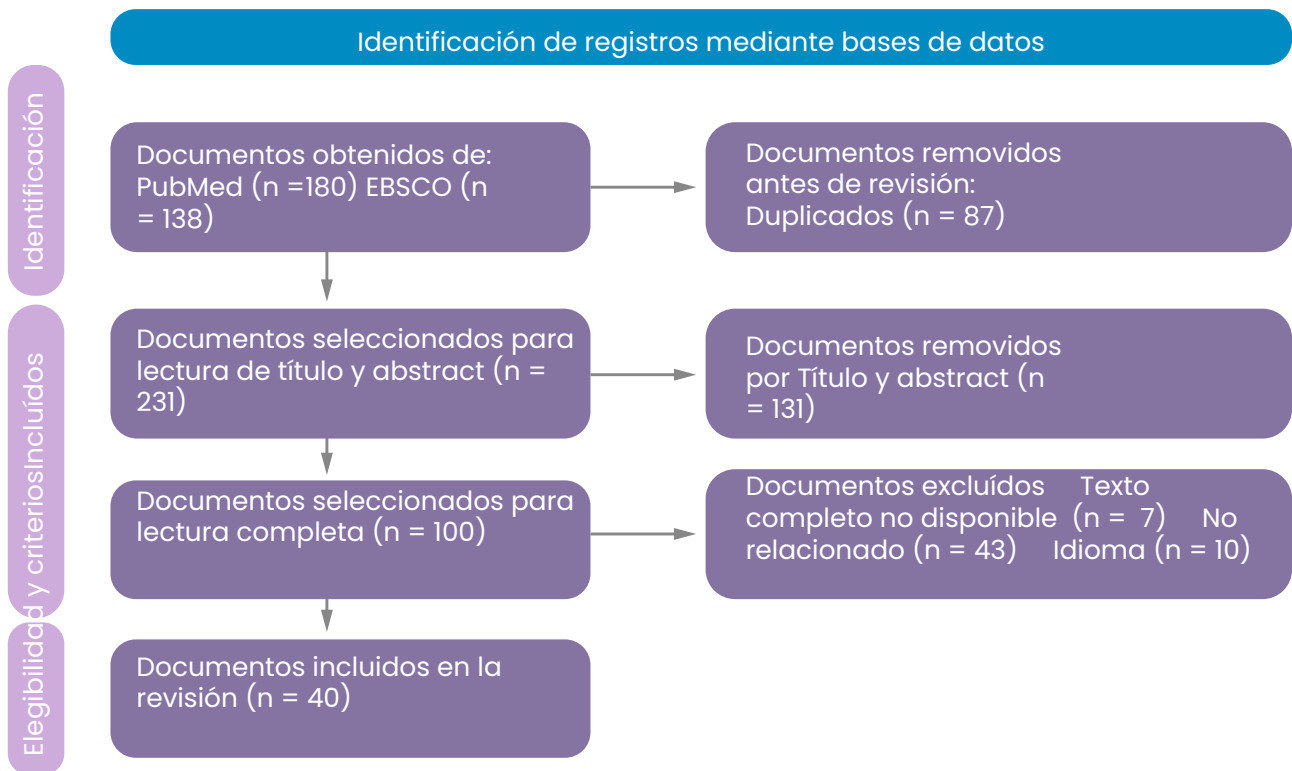 Identificación de registros mediante bases de datos
Identificación
Documentos obtenidos de:
PubMed (n =180) EBSCO (n
= 138)
Documentos removidos
antes de revisión:
Duplicados (n = 87)
Elegibilidad y criteriosIncluídos
Documentos seleccionados para
lectura de título y abstract (n =
231)
Documentos removidos
por Título y abstract (n
= 131)
Documentos seleccionados para
lectura completa (n = 100)
Documentos excluídos Texto
completo no disponible (n = 7) No
relacionado (n = 43) Idioma (n = 10)
Documentos incluidos en la
revisión (n = 40)